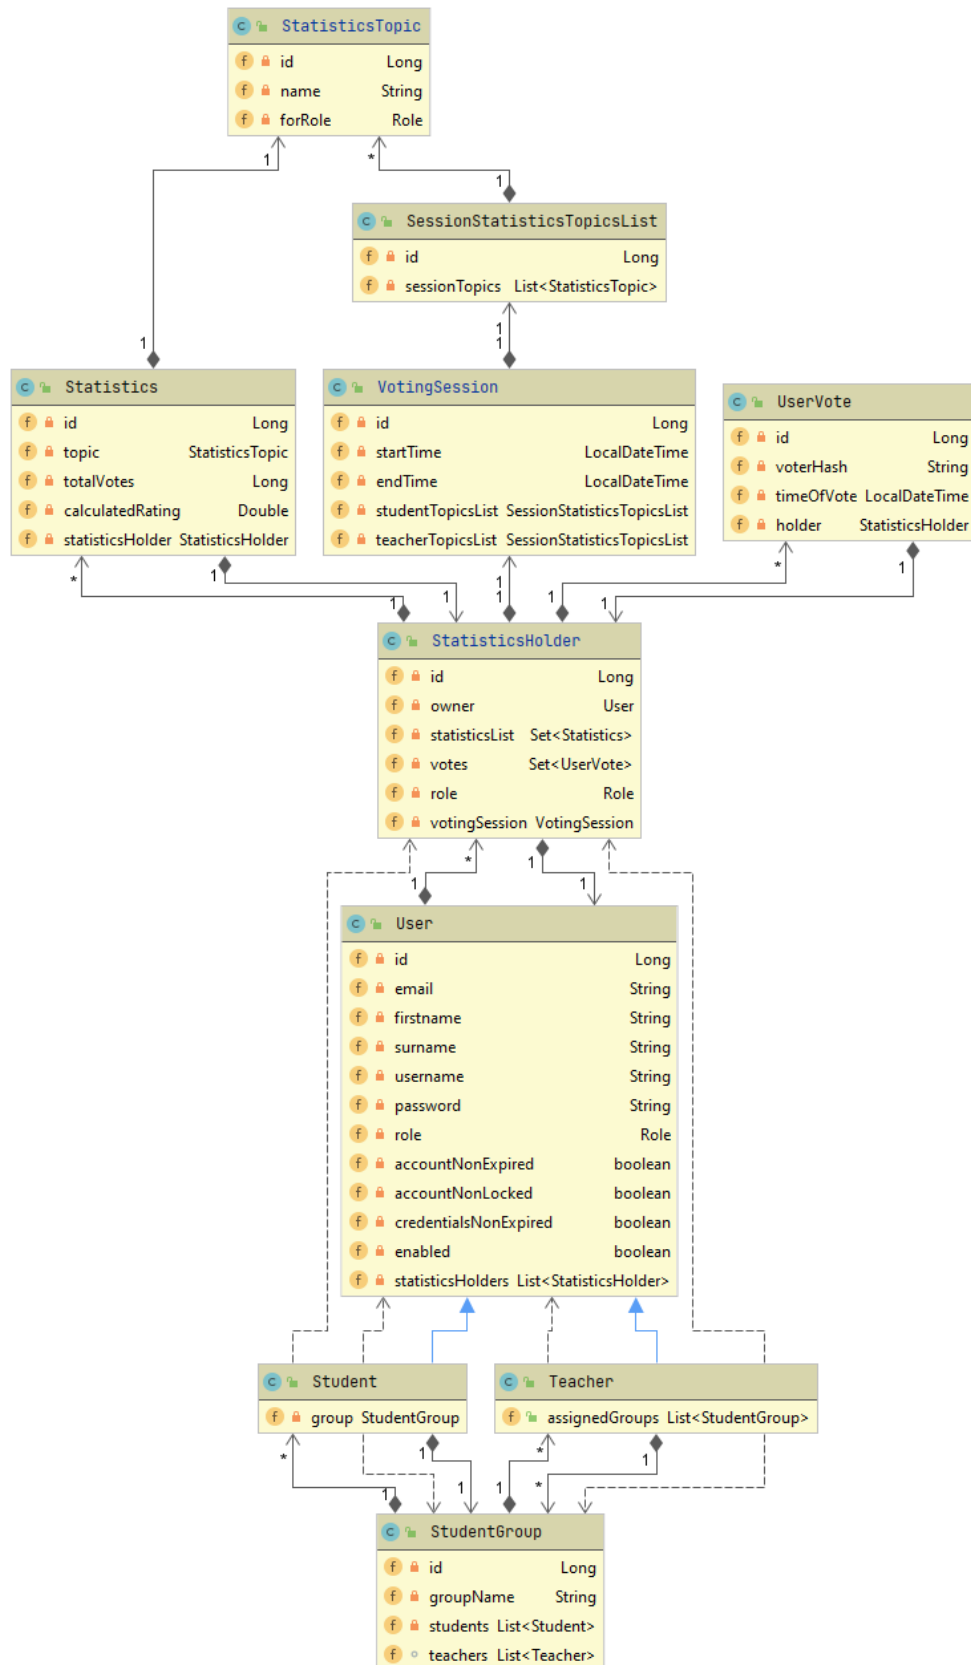 StatisticsTopic
id Long
name String
forRole Role
1
*
1
SessionStatisticsTopicsList
id Long
sessionTopics List<StatisticsTopic>
1
1
1
Statistics
id Long
topic StatisticsTopic
totalVotes Long
calculatedRating Double
statisticsHolder StatisticsHolder
VotingSession
id Long
startTime LocalDateTime
endTime LocalDateTime
studentTopicsList SessionStatisticsTopicsList
teacherTopicsList SessionStatisticsTopicsList
UserVote
id Long
voterHash String
timeOfVote LocalDateTime
holder StatisticsHolder
*
1
1
1
1
1
1
*
1
1
StatisticsHolder
id Long
owner User
statisticsList Set<Statistics>
votes Set<UserVote>
role Role
votingSession VotingSession
*
1
1
1
User
id Long
email String
firstname String
surname String
username String
password String
role Role
accountNonExpired boolean
accountNonLocked boolean
credentialsNonExpired boolean
enabled boolean
statisticsHolders List<StatisticsHolder>
Student
group StudentGroup
Teacher
assignedGroups List<StudentGroup>
*
1
1
1
1
*
*
1
StudentGroup
id Long
groupName String
students List<Student>
teachers List<Teacher>